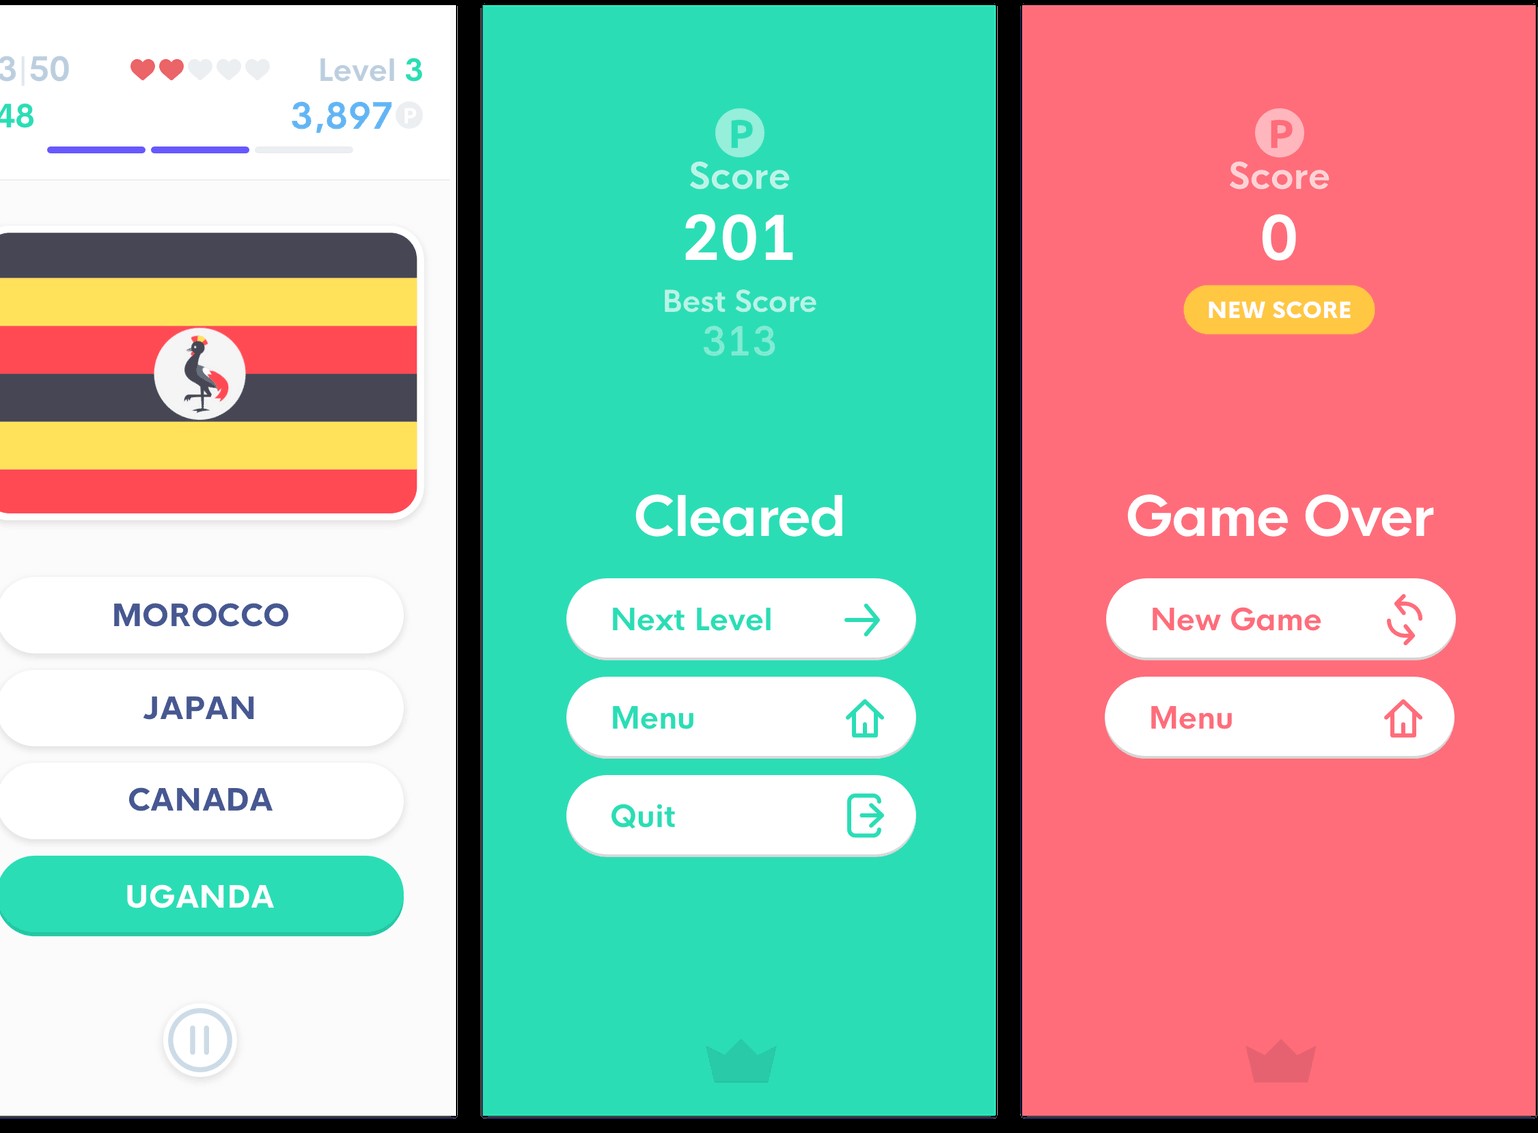 3|50 Level 3
48 3,897 P
MOROCCO
JAPAN
CANADA
UGANDA
P
Score
201
Best Score
313
Cleared
Next Level
Menu
Quit
P
Score
0
NEW SCORE
Game Over
New Game
Menu